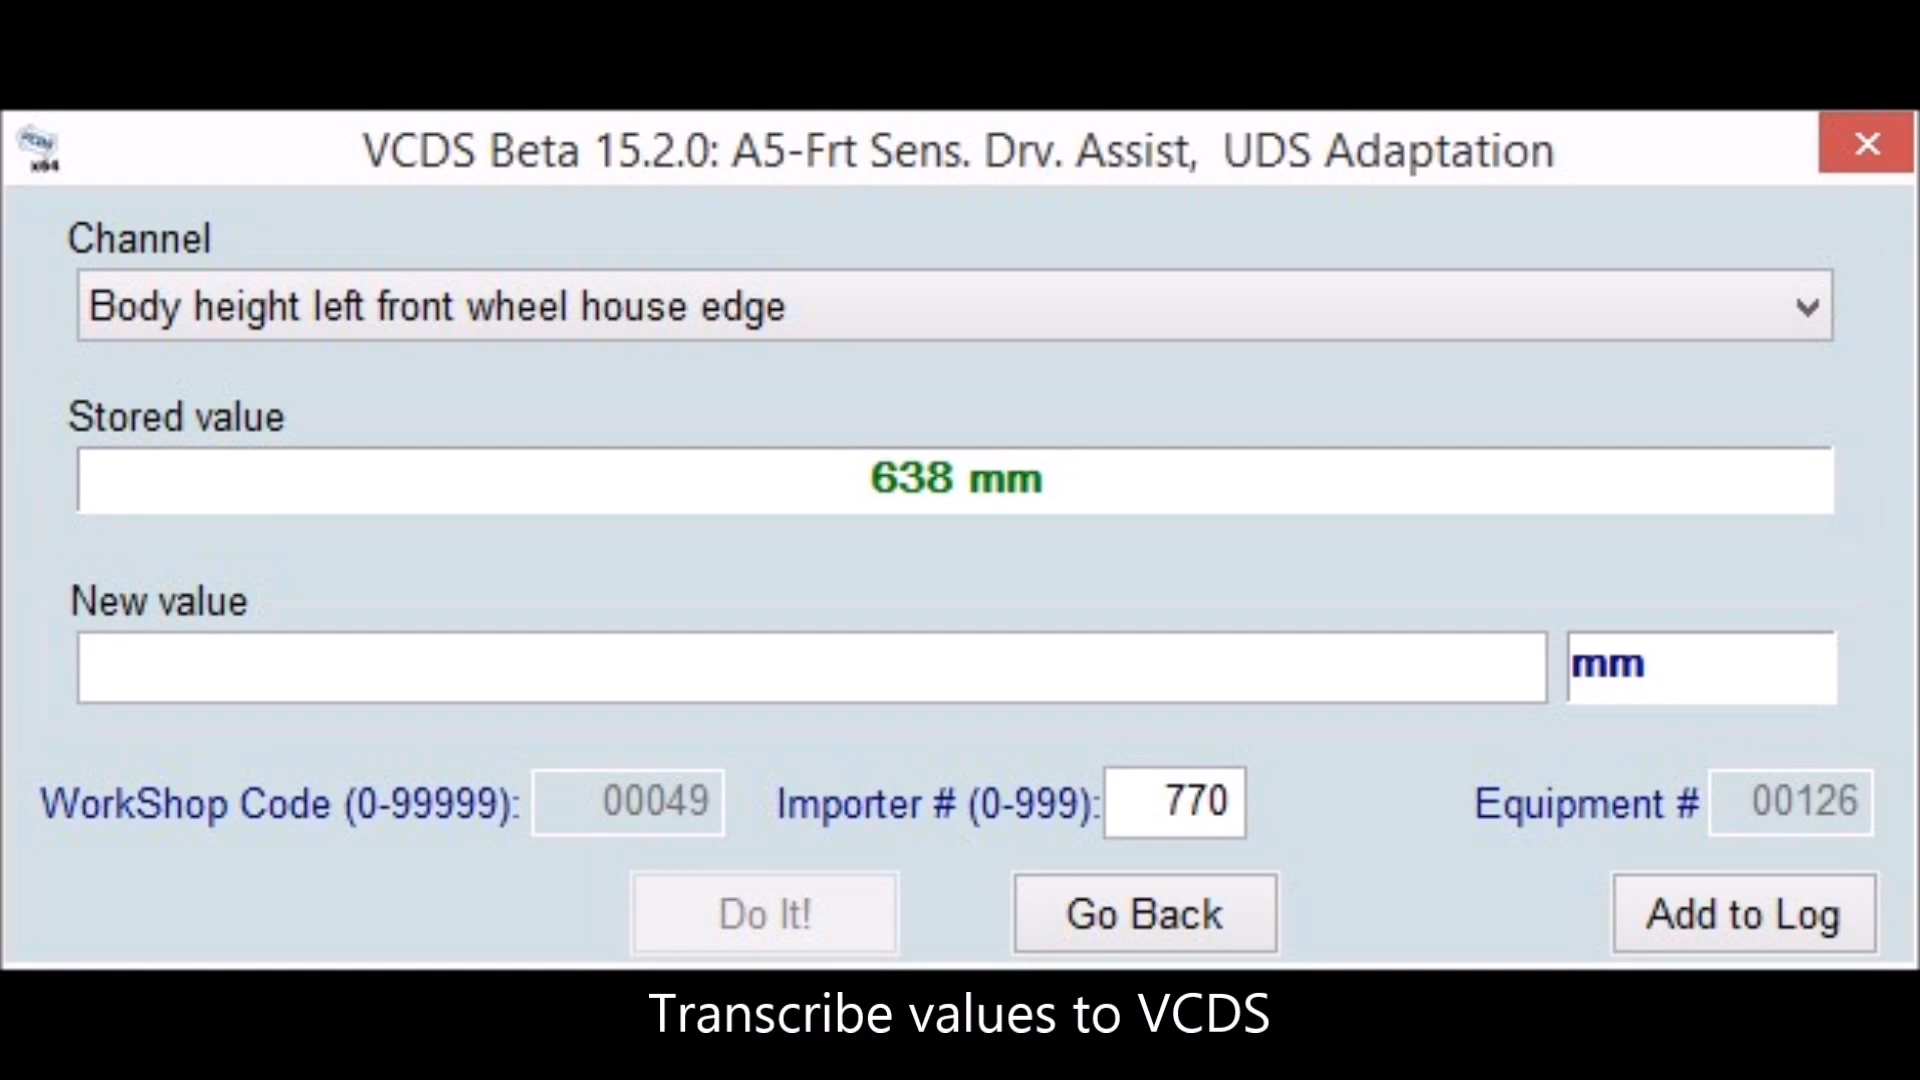 VCDS Beta 15.2.0: A5-Frt Sens. Drv. Assist, UDS Adaptation
Channel
Body height left front wheel house edge
Stored value
638 mm
New value
mm
WorkShop Code (0-99999): 00049 Importer # (0-999): 770 Equipment # 00126
Do It! Go Back Add to Log
Transcribe values to VCDS